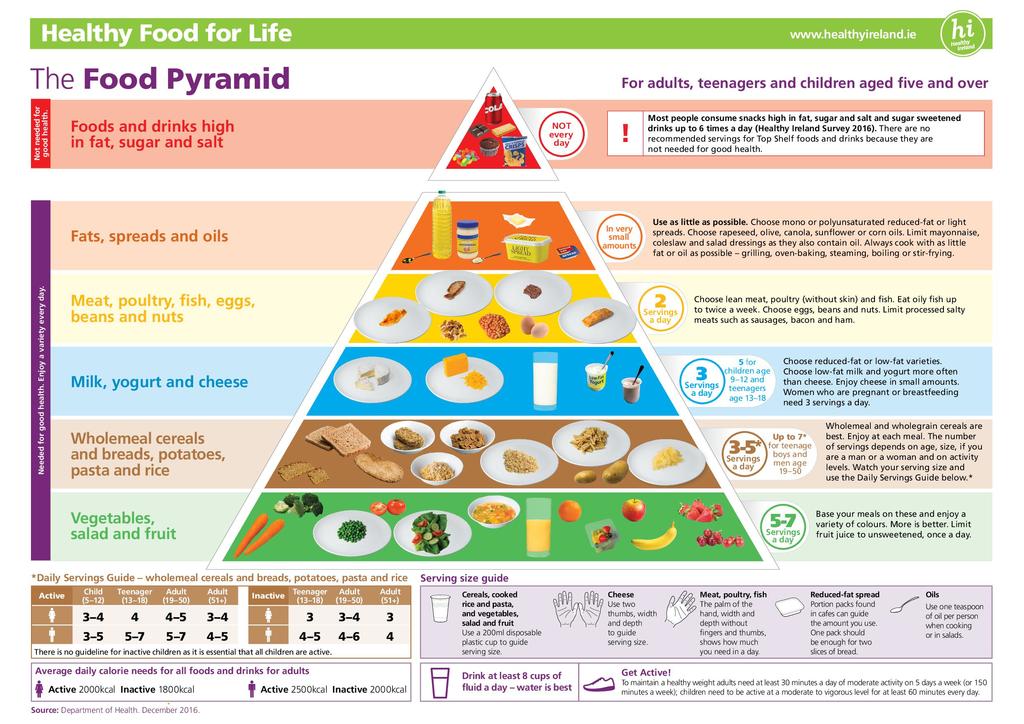 Healthy Food for Life
www.healthyireland.ie
hi
Healthy
Ireland
The Food Pyramid
For adults, teenagers and children aged five and over
Not needed for
good health.
Foods and drinks high
in fat, sugar and salt
COLA
CRISPS
NOT
every
day
!
Most people consume snacks high in fat, sugar and salt and sugar sweetened
drinks up to 6 times a day (Healthy Ireland Survey 2016). There are no
recommended servings for Top Shelf foods and drinks because they are
not needed for good health.
Needed for good health. Enjoy a variety every day.
Fats, spreads and oils
LIGHT
SPREAD
In very
small
amounts
Use as little as possible. Choose mono or polyunsaturated reduced-fat or light
spreads. Choose rapeseed, olive, canola, sunflower or corn oils. Limit mayonnaise,
coleslaw and salad dressings as they also contain oil. Always cook with as little
fat or oil as possible – grilling, oven-baking, steaming, boiling or stir-frying.
Meat, poultry, fish, eggs,
beans and nuts
2
Servings
a day
Choose lean meat, poultry (without skin) and fish. Eat oily fish up
to twice a week. Choose eggs, beans and nuts. Limit processed salty
meats such as sausages, bacon and ham.
Milk, yogurt and cheese
Low Fat
Yogurt
3
Servings
a day
5 for
children age
9–12 and
teenagers
age 13–18
Choose reduced-fat or low-fat varieties.
Choose low-fat milk and yogurt more often
than cheese. Enjoy cheese in small amounts.
Women who are pregnant or breastfeeding
need 3 servings a day.
Wholemeal cereals
and breads, potatoes,
pasta and rice
3-5*
Servings
a day
Up to 7*
for teenage
boys and
men age
19–50
Wholemeal and wholegrain cereals are
best. Enjoy at each meal. The number
of servings depends on age, size, if you
are a man or a woman and on activity
levels. Watch your serving size and
use the Daily Servings Guide below.*
Vegetables,
salad and fruit
5-7
Servings
a day
Base your meals on these and enjoy a
variety of colours. More is better. Limit
fruit juice to unsweetened, once a day.
*Daily Servings Guide – wholemeal cereals and breads, potatoes, pasta and rice
Active Child (5–12) Teenager (13–18) Adult (19–50) Adult (51+) Inactive Teenager (13–18) Adult (19–50) Adult (51+)
3–4 4 4–5 3–4 3 3–4 3
3–5 5–7 5–7 4–5 4–5 4–6 4
There is no guideline for inactive children as it is essential that all children are active.
Average daily calorie needs for all foods and drinks for adults
Active 2000kcal Inactive 1800kcal Active 2500kcal Inactive 2000kcal
Source: Department of Health. December 2016.
Serving size guide
Cereals, cooked
rice and pasta,
and vegetables,
salad and fruit
Use a 200ml disposable
plastic cup to guide
serving size.
Cheese
Use two
thumbs, width
and depth
to guide
serving size.
Meat, poultry, fish
The palm of the
hand, width and
depth without
fingers and thumbs,
shows how much
you need in a day.
Reduced-fat spread
Portion packs found
in cafes can guide
the amount you use.
One pack should
be enough for two
slices of bread.
Oils
Use one teaspoon
of oil per person
when cooking
or in salads.
Drink at least 8 cups of
fluid a day – water is best
Get Active!
To maintain a healthy weight adults need at least 30 minutes a day of moderate activity on 5 days a week (or 150
minutes a week); children need to be active at a moderate to vigorous level for at least 60 minutes every day.